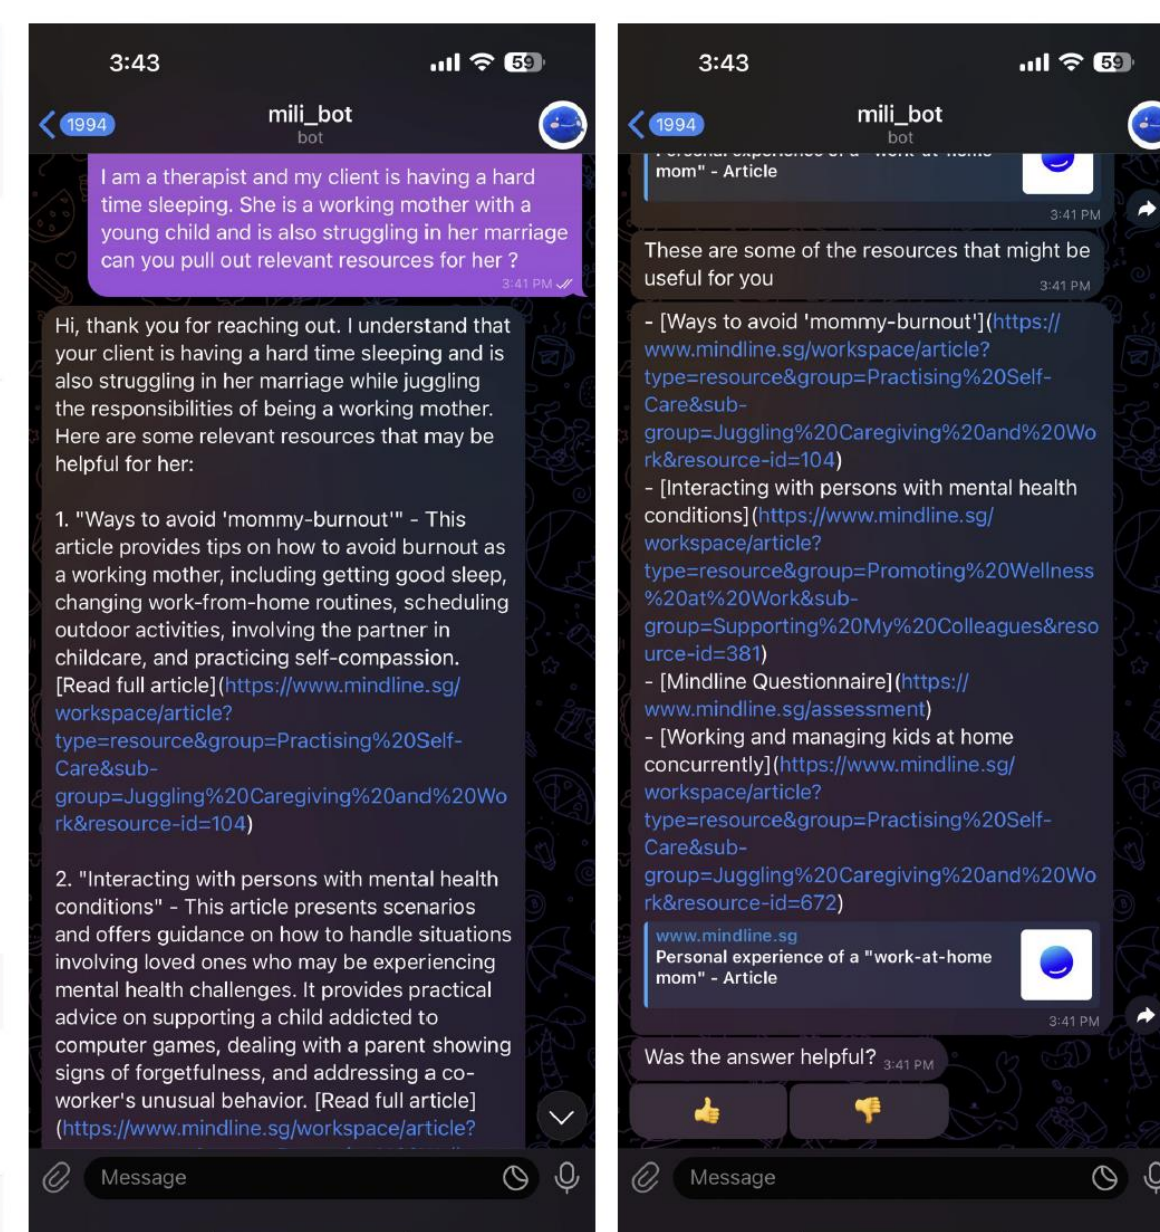 3:43
59
1994
mili_bot
bot
I am a therapist and my client is having a hard
time sleeping. She is a working mother with a
young child and is also struggling in her marriage
can you pull out relevant resources for her ?
3:41 PM
Hi, thank you for reaching out. I understand that
your client is having a hard time sleeping and is
also struggling in her marriage while juggling
the responsibilities of being a working mother.
Here are some relevant resources that may be
helpful for her:
1. "Ways to avoid 'mommy-burnout'" - This
article provides tips on how to avoid burnout as
a working mother, including getting good sleep,
changing work-from-home routines, scheduling
outdoor activities, involving the partner in
childcare, and practicing self-compassion.
[Read full article](https://www.mindline.sg/
workspace/article?
type=resource&group=Practising%20Self-
Care&sub-
group=Juggling%20Caregiving%20and%20Wo
rk&resource-id=104)
2. "Interacting with persons with mental health
conditions" - This article presents scenarios
and offers guidance on how to handle situations
involving loved ones who may be experiencing
mental health challenges. It provides practical
advice on supporting a child addicted to
computer games, dealing with a parent showing
signs of forgetfulness, and addressing a co-
worker's unusual behavior. [Read full article]
(https://www.mindline.sg/workspace/article?
Message
3:43
59
1994
mili_bot
bot
Personal experience of a "work-at-home
mom" - Article
3:41 PM
These are some of the resources that might be
useful for you
3:41 PM
- [Ways to avoid 'mommy-burnout'](https://
www.mindline.sg/workspace/article?
type=resource&group=Practising%20Self-
Care&sub-
group=Juggling%20Caregiving%20and%20Wo
rk&resource-id=104)
- [Interacting with persons with mental health
conditions](https://www.mindline.sg/
workspace/article?
type=resource&group=Promoting%20Wellness
%20at%20Work&sub-
group=Supporting%20My%20Colleagues&reso
urce-id=381)
- [Mindline Questionnaire](https://
www.mindline.sg/assessment)
- [Working and managing kids at home
concurrently](https://www.mindline.sg/
workspace/article?
type=resource&group=Practising%20Self-
Care&sub-
group=Juggling%20Caregiving%20and%20Wo
rk&resource-id=672)
www.mindline.sg
Personal experience of a "work-at-home
mom" - Article
3:41 PM
Was the answer helpful? 3:41 PM
Message